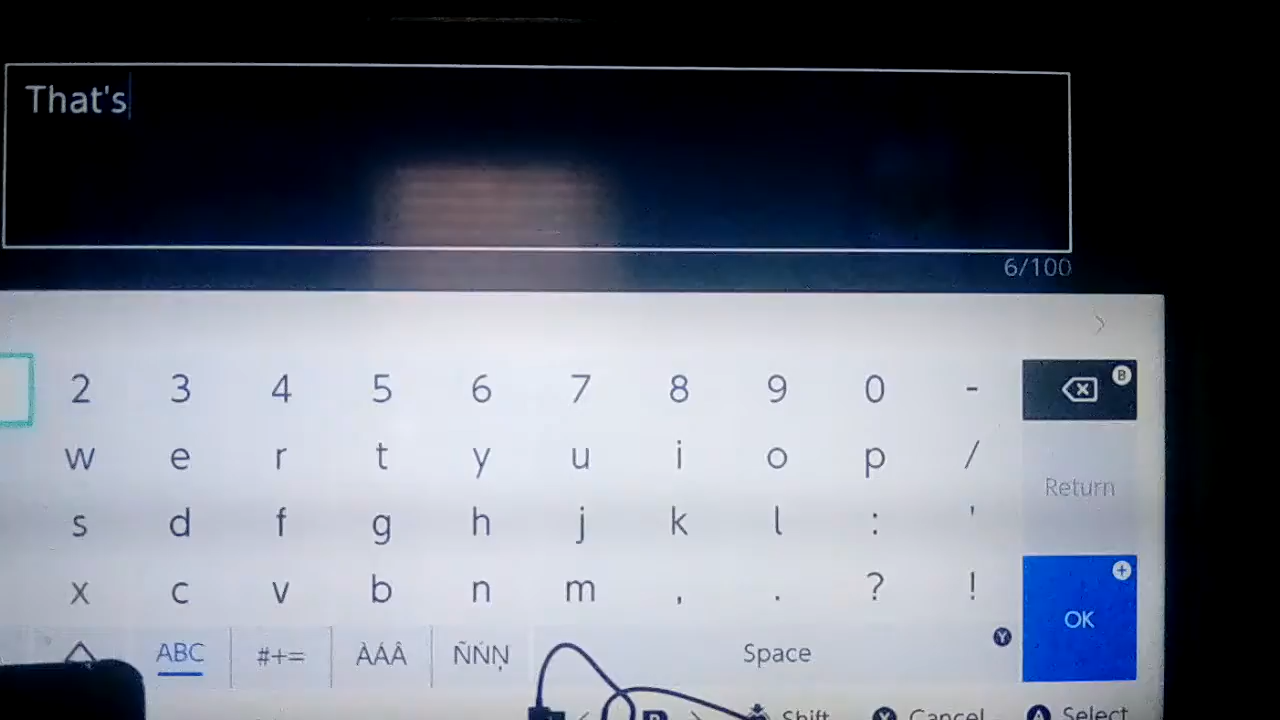 That's
6/100
2 3 4 5 6 7 8 9 0 - B
w e r t y u i o p /
Return
s d f g h j k l : '
x c v b n m , . ? ! +
OK
ABC #+= ÀÁÂ ÑŃŅ Space Y
R Shift Y Cancel A Select